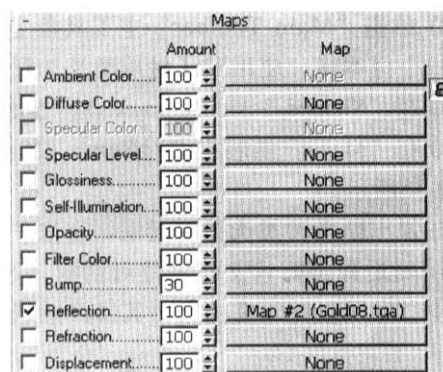 - Maps
Amount Map
Ambient Color...... 100 None
Diffuse Color....... 100 None
Specular Color 100 None
Specular Level.... 100 None
Glossiness........... 100 None
Self-Illumination.... 100 None
Opacity............... 100 None
Filter Color........... 100 None
Bump................. 30 None
Reflection........... 100 Map #2 (Gold08.tga)
Refraction........... 100 None
Displacement...... 100 None